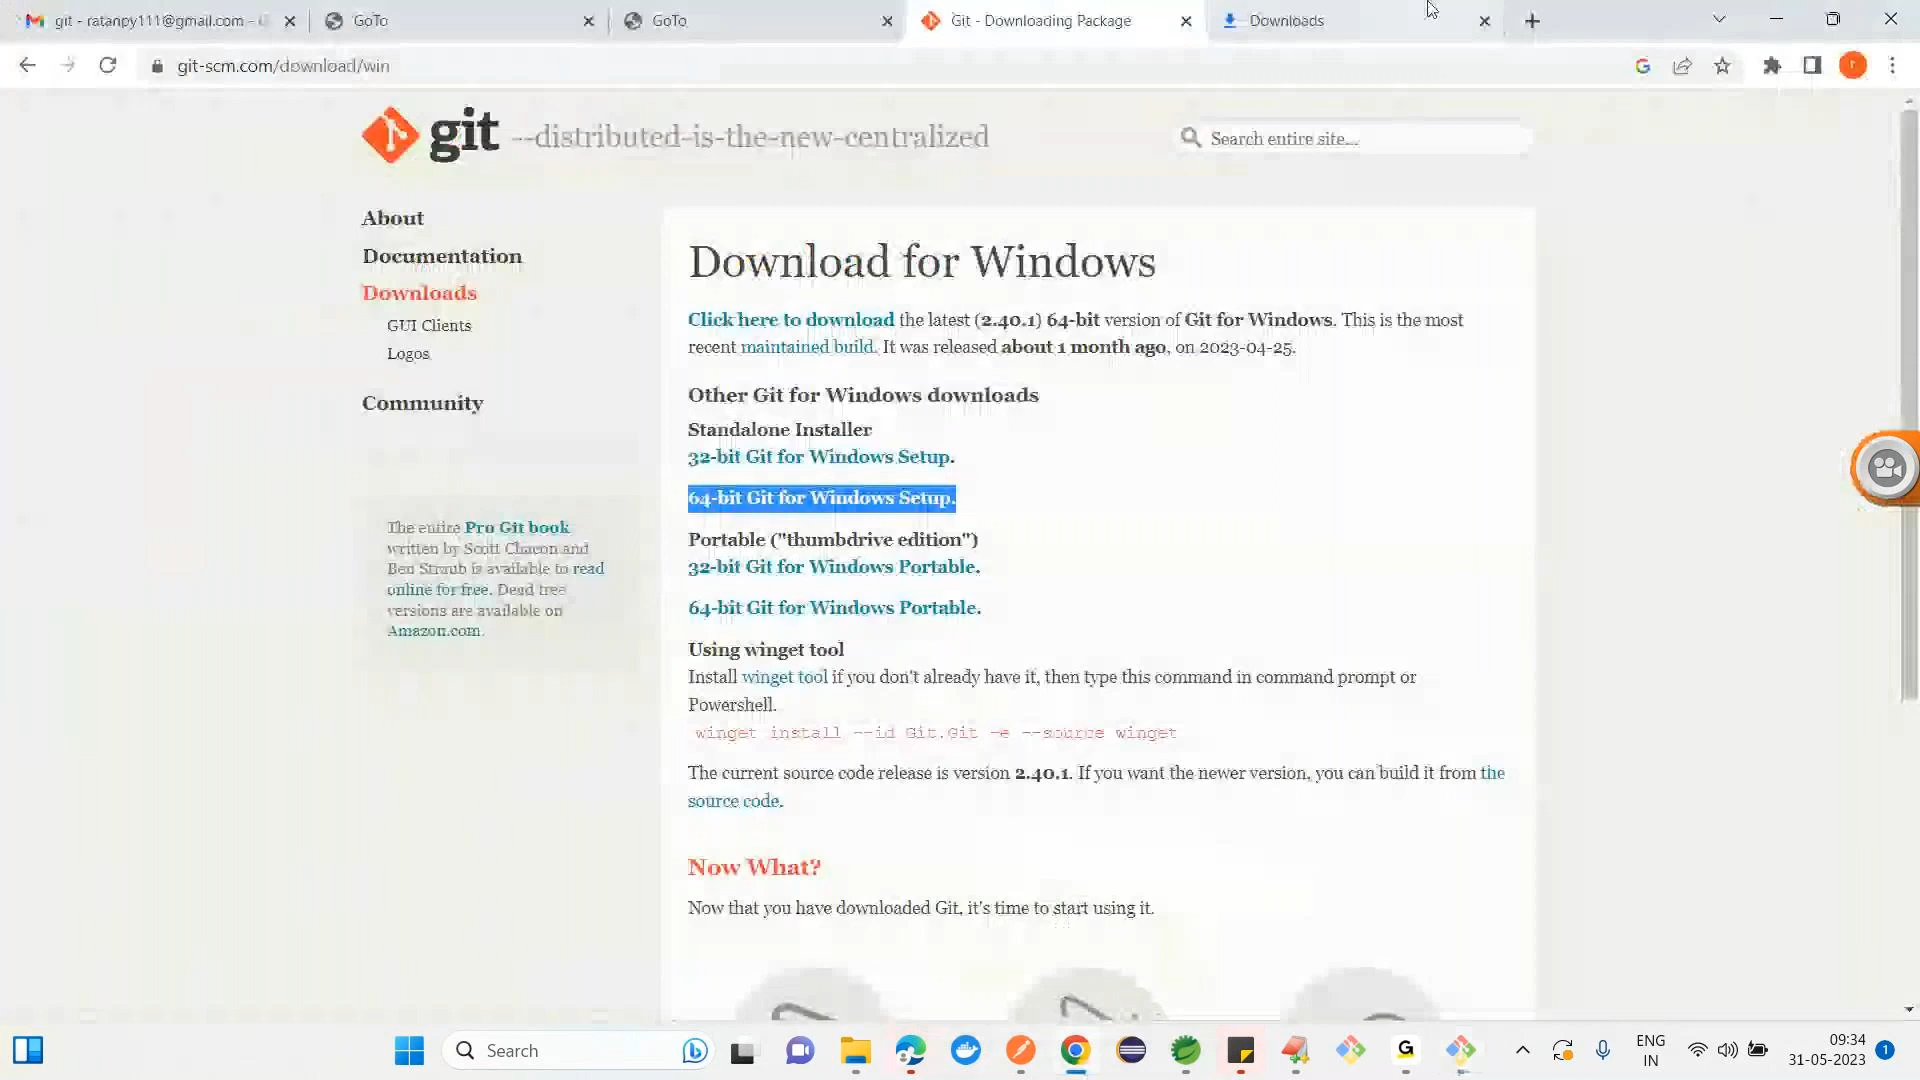 git - ratanpy111@gmail.com -
GoTo
GoTo
Git - Downloading Package
Downloads
git-scm.com/download/win
git --distributed-is-the-new-centralized
Search entire site...
About
Documentation
Downloads
GUI Clients
Logos
Community
The entire Pro Git book
written by Scott Chacon and
Ben Straub is available to read
online for free. Dead tree
versions are available on
Amazon.com.
Download for Windows
Click here to download the latest (2.40.1) 64-bit version of Git for Windows. This is the most
recent maintained build. It was released about 1 month ago, on 2023-04-25.
Other Git for Windows downloads
Standalone Installer
32-bit Git for Windows Setup.
64-bit Git for Windows Setup.
Portable ("thumbdrive edition")
32-bit Git for Windows Portable.
64-bit Git for Windows Portable.
Using winget tool
Install winget tool if you don't already have it, then type this command in command prompt or
Powershell.
winget install --id Git.Git -e --source winget
The current source code release is version 2.40.1. If you want the newer version, you can build it from the
source code.
Now What?
Now that you have downloaded Git, it's time to start using it.
Search
ENG
IN
09:34
31-05-2023
1